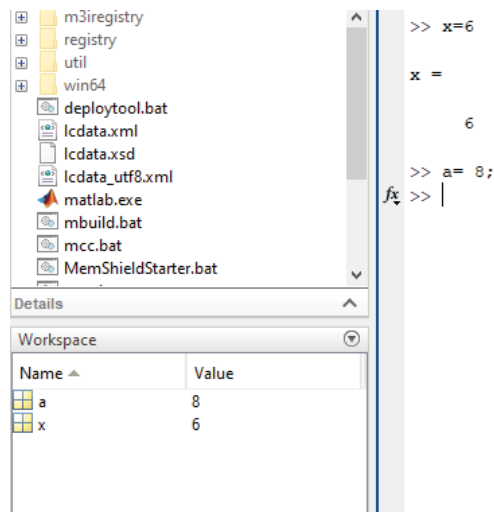 m3iregistry
registry
util
win64
deploytool.bat
lcdata.xml
lcdata.xsd
lcdata_utf8.xml
matlab.exe
mbuild.bat
mcc.bat
MemShieldStarter.bat
Details
Workspace
Name Value
a 8
x 6
>> x=6
x =
6
>> a= 8;
fx >>